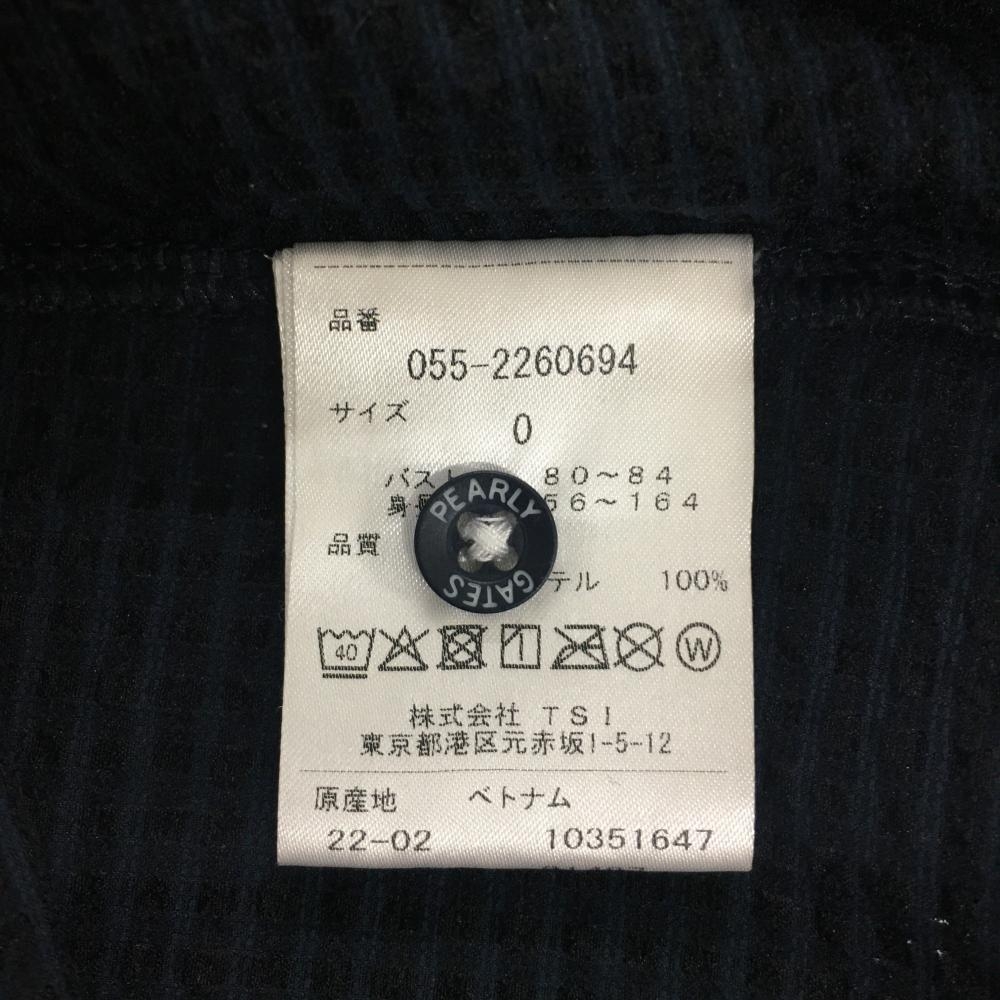 品番
055-2260694
サイズ
0
80〜84
56〜164
PEARLY
GATES
品質
テル 100%
40
W
株式会社 TSI
東京都港区元赤坂1-5-12
原産地 ベトナム
22-02 10351647